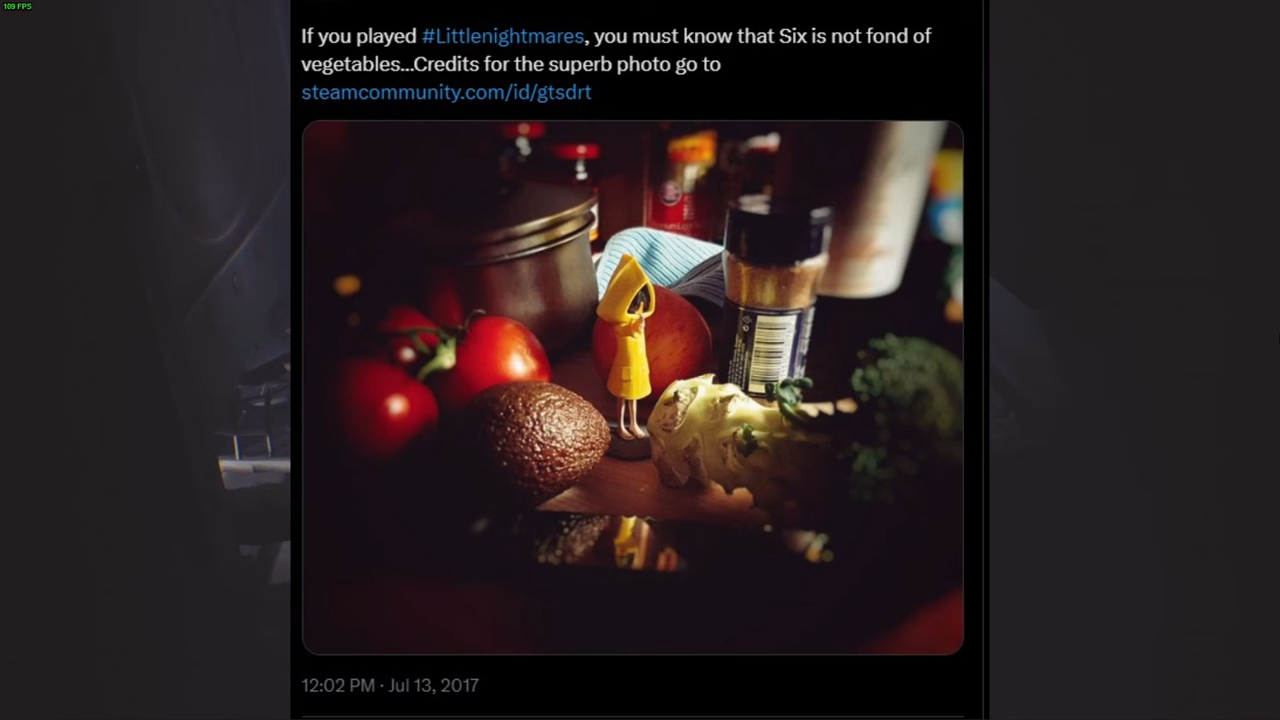 109 FPS
If you played #Littlenightmares, you must know that Six is not fond of
vegetables...Credits for the superb photo go to
steamcommunity.com/id/gtsdrt
12:02 PM · Jul 13, 2017